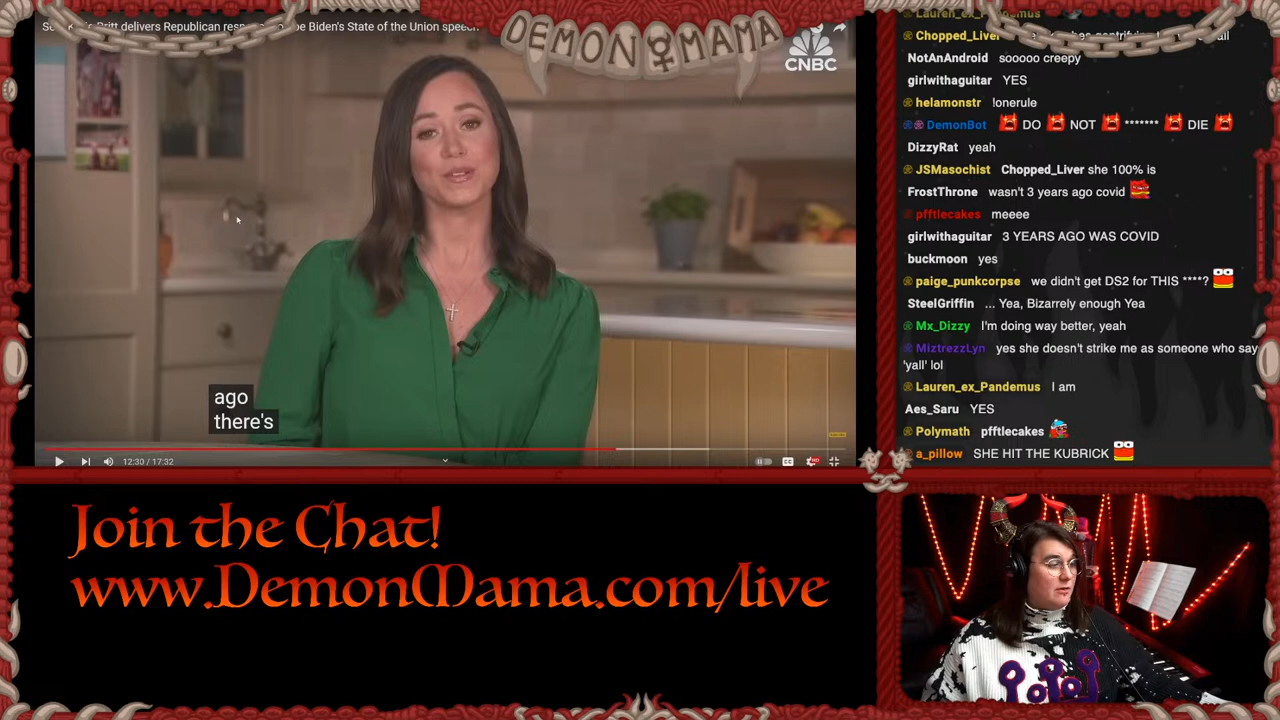 Britt delivers Republican
Biden's State of the Union speech
DEMON MAMA
CNBC
ago
there's
12:30 / 17:32
Join the Chat!
www.DemonMama.com/live
Lauren_ex_Pandemus
Chopped_Liver
NotAnAndroid sooooo creepy
girlwithaguitar YES
helamonstr !onerule
DemonBot DO NOT ******* DIE
DizzyRat yeah
JSMasochist Chopped_Liver she 100% is
FrostThrone wasn't 3 years ago covid
pfftlecakes meeee
girlwithaguitar 3 YEARS AGO WAS COVID
buckmoon yes
paige_punkcorpse we didn't get DS2 for THIS ****?
SteelGriffin ... Yea, Bizarrely enough Yea
Mx_Dizzy I'm doing way better, yeah
MiztrezzLyn yes she doesn't strike me as someone who say
'yall' lol
Lauren_ex_Pandemus I am
Aes_Saru YES
Polymath pfftlecakes
a_pillow SHE HIT THE KUBRICK